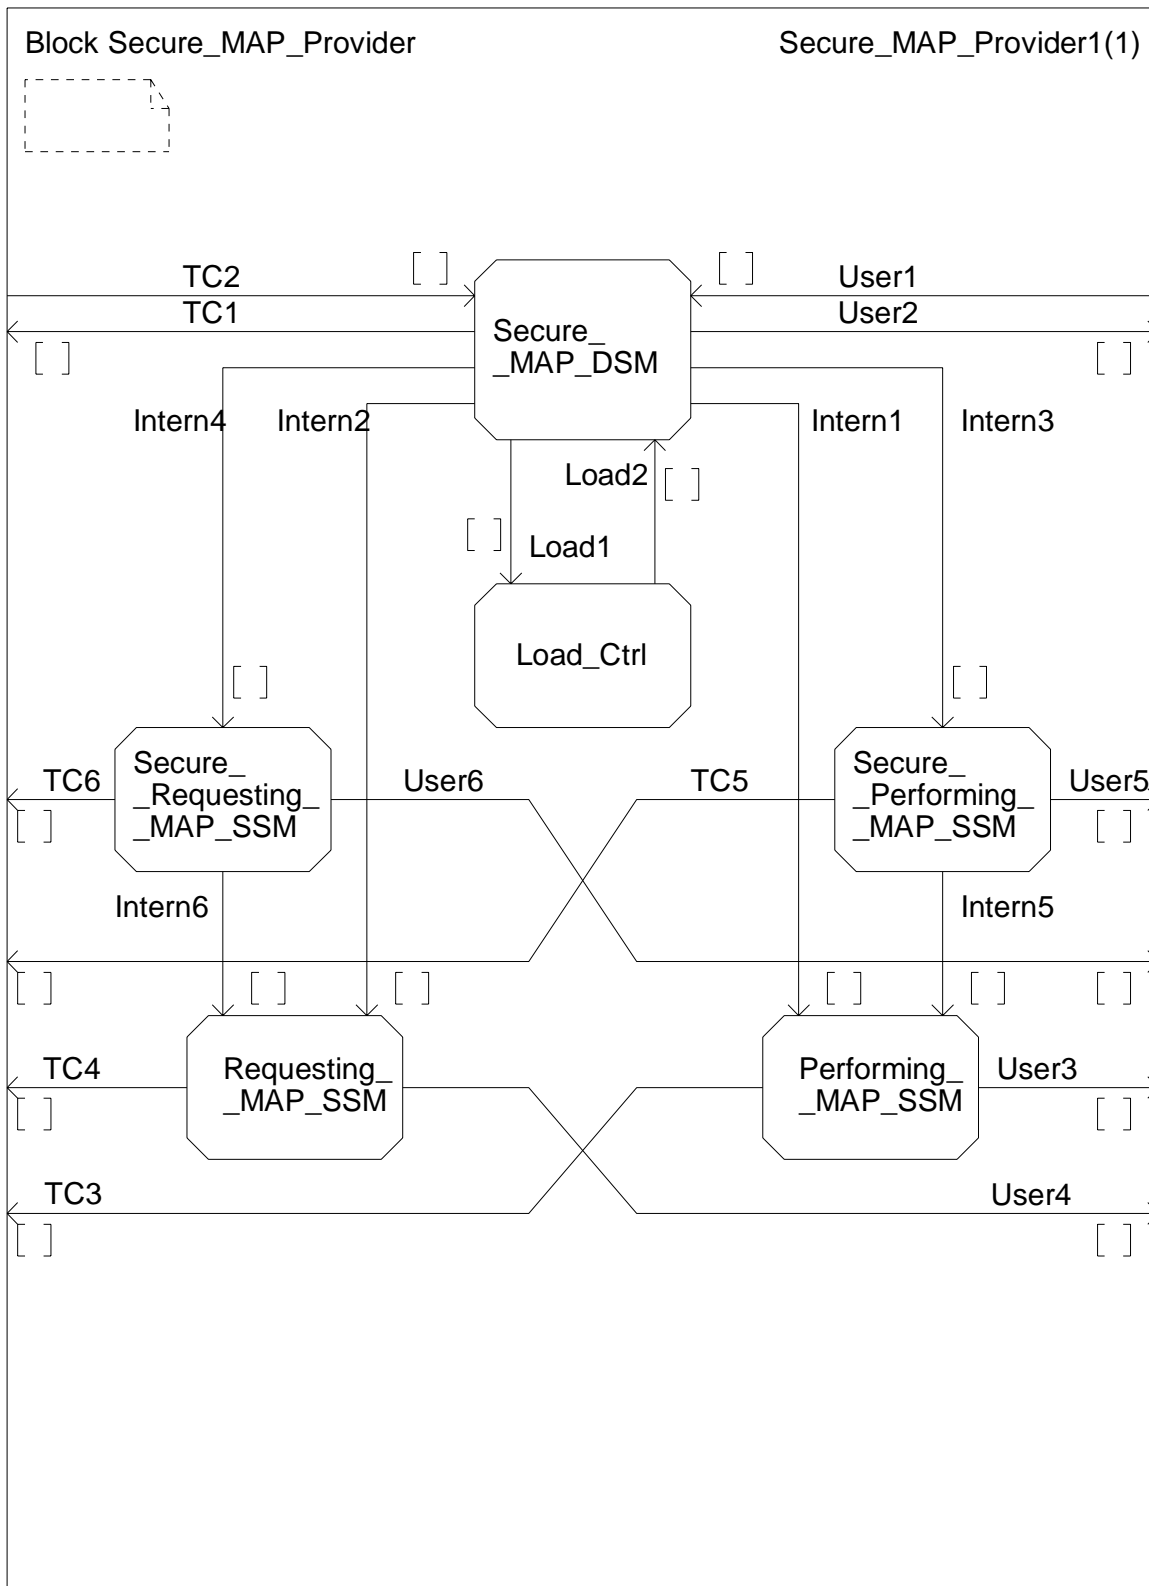 Block Secure_MAP_Provider
Secure_MAP_Provider1(1)
TC2
User1
TC1
User2
Secure_
_MAP_DSM
Intern4
Intern2
Intern1
Intern3
Load2
Load1
Load_Ctrl
TC6
Secure_
_Requesting_
_MAP_SSM
User6
TC5
Secure_
_Performing_
_MAP_SSM
User5
Intern6
Intern5
TC4
Requesting_
_MAP_SSM
Performing_
_MAP_SSM
User3
TC3
User4